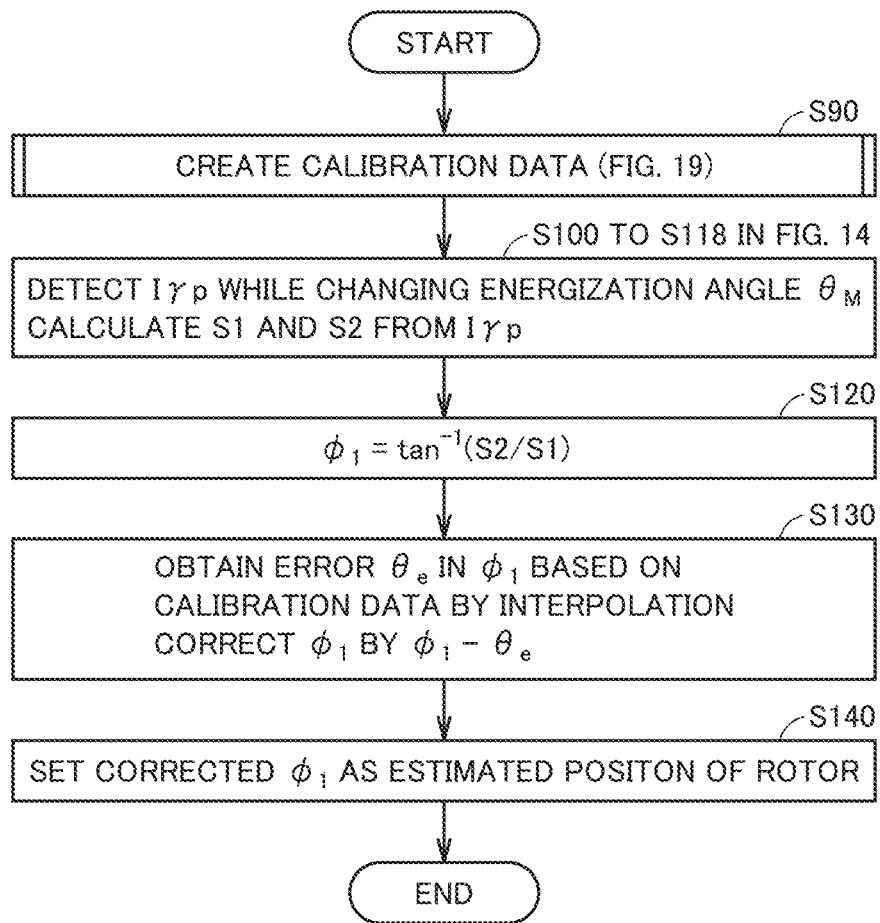 START
S90
CREATE CALIBRATION DATA (FIG. 19)
S100 TO S118 IN FIG. 14
DETECT Iγp WHILE CHANGING ENERGIZATION ANGLE θM
CALCULATE S1 AND S2 FROM Iγp
S120
ϕ1 = tan⁻¹(S2/S1)
S130
OBTAIN ERROR θe IN ϕ1 BASED ON
CALIBRATION DATA BY INTERPOLATION
CORRECT ϕ1 BY ϕ1 − θe
S140
SET CORRECTED ϕ1 AS ESTIMATED POSITON OF ROTOR
END